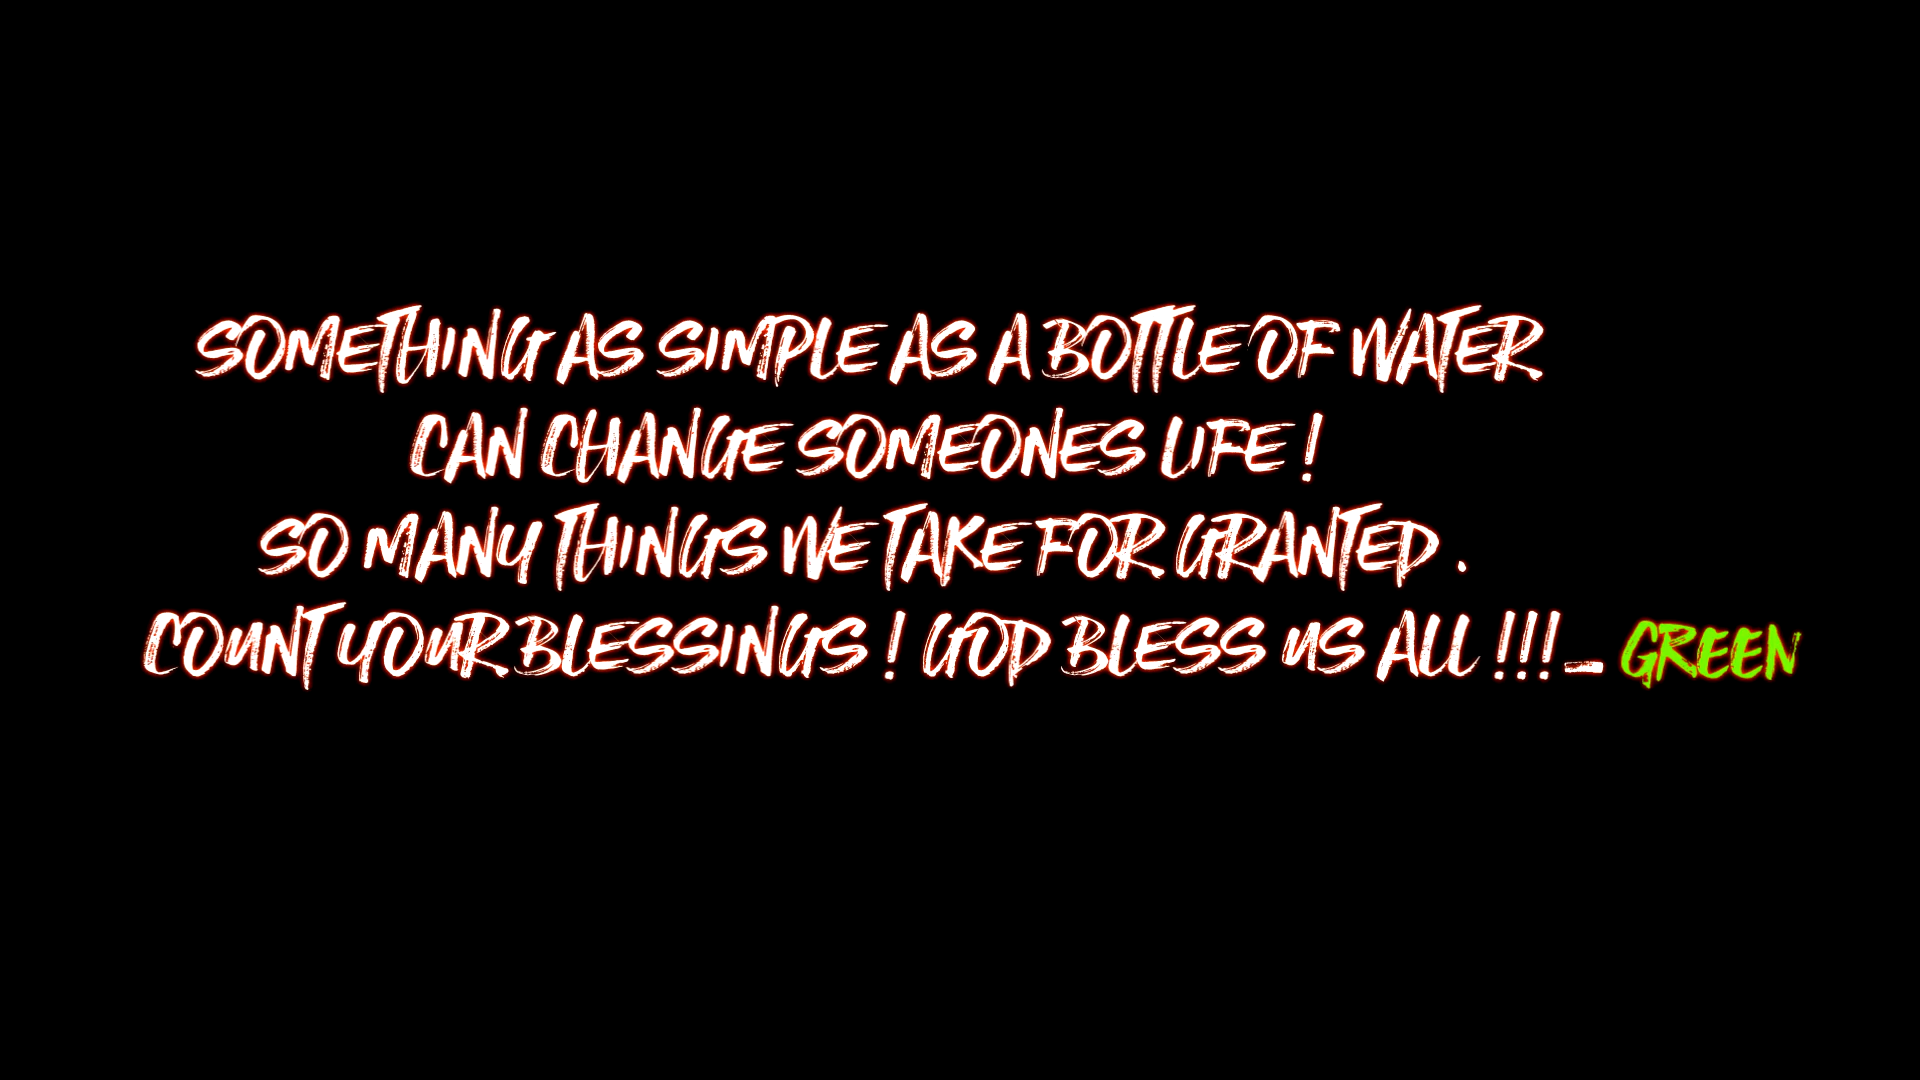 SOMETHING AS SIMPLE AS A BOTTLE OF WATER
CAN CHANGE SOMEONES LIFE !
SO MANY THINGS WE TAKE FOR GRANTED .
COUNT YOUR BLESSINGS ! GOD BLESS US ALL !!! - GREEN